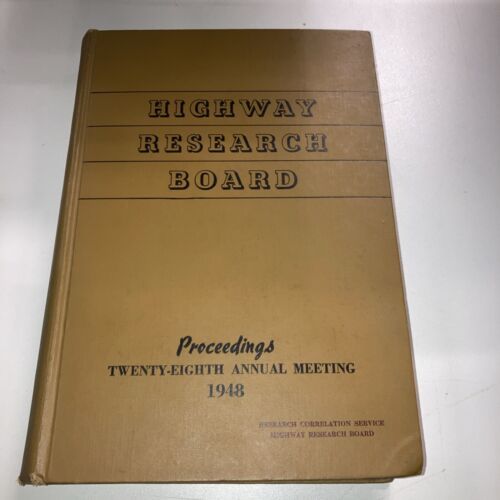 HIGHWAY
RESEARCH
BOARD
Proceedings
TWENTY-EIGHTH ANNUAL MEETING
1948
RESEARCH CORRELATION SERVICE
HIGHWAY RESEARCH BOARD